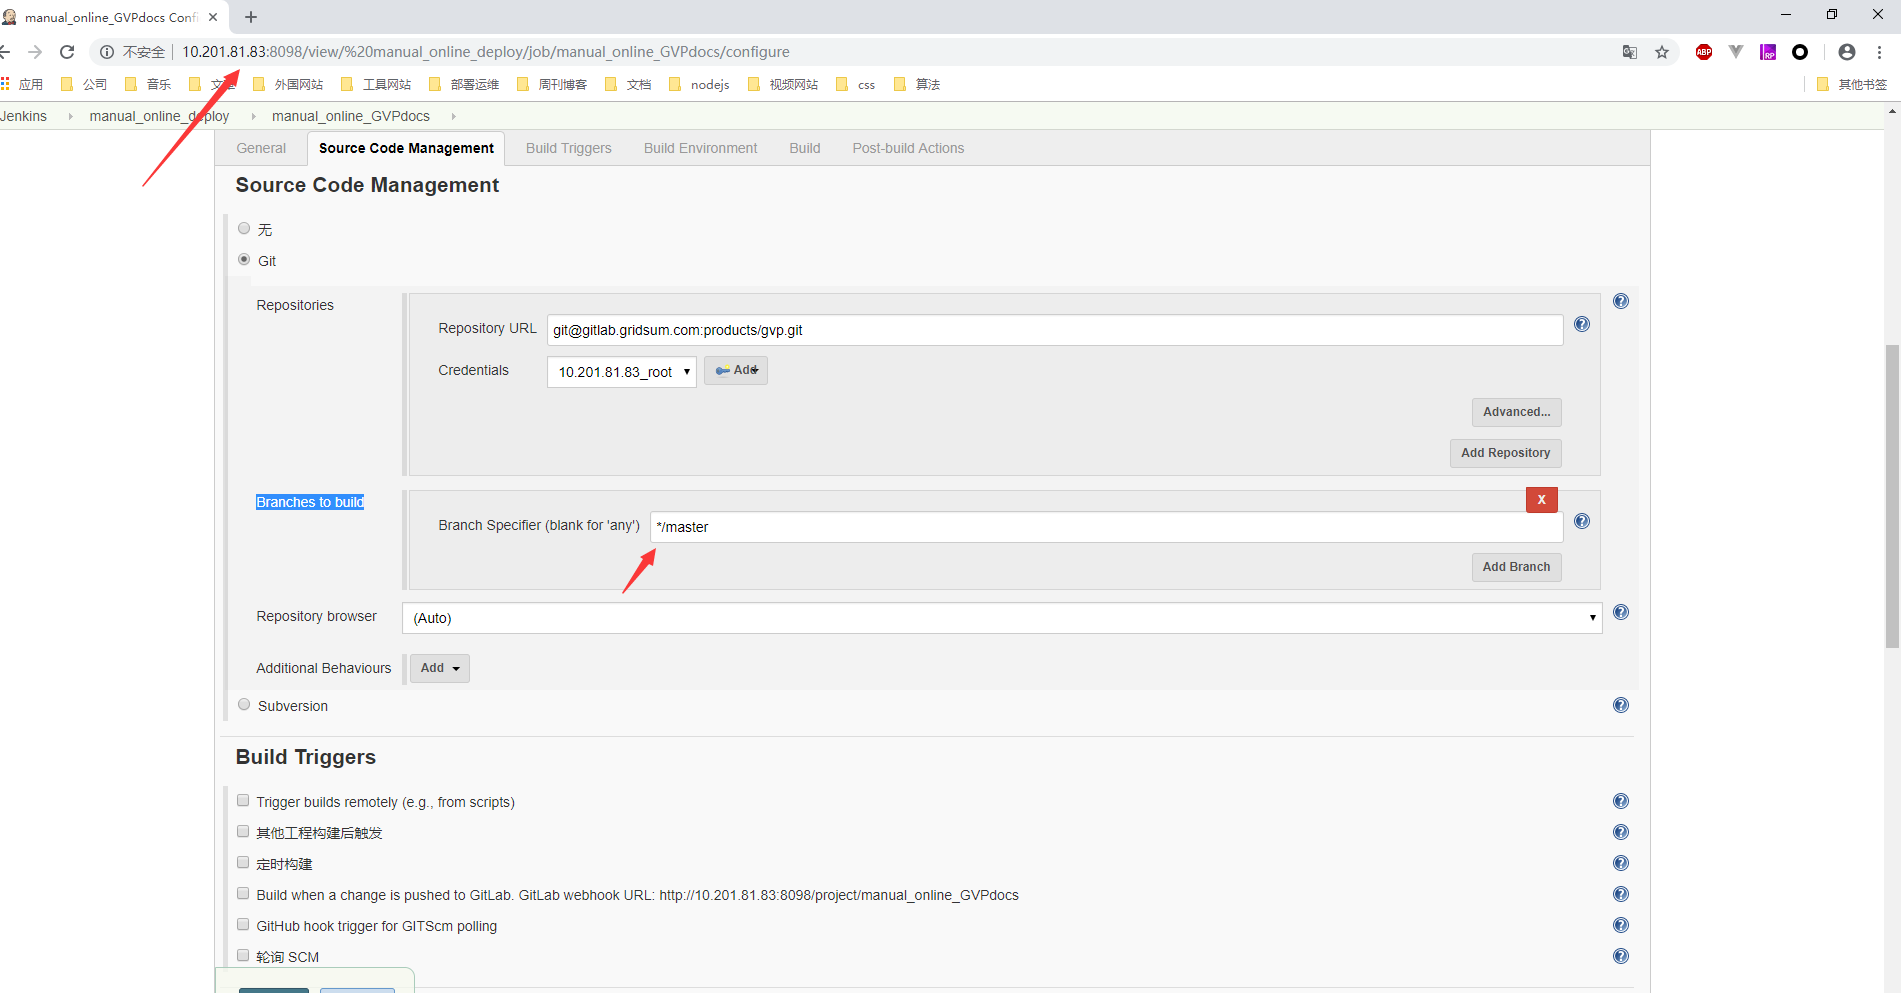 manual_online_GVPdocs Confi
不安全 10.201.81.83:8098/view/%20manual_online_deploy/job/manual_online_GVPdocs/configure
ABP RP
应用 公司 音乐 外国网站 工具网站 部署运维 周刊博客 文档 nodejs 视频网站 css 算法 其他书签
Jenkins manual_online_deploy manual_online_GVPdocs
General Source Code Management Build Triggers Build Environment Build Post-build Actions
Source Code Management
无
Git
Repositories
Repository URL git@gitlab.gridsum.com:products/gvp.git
Credentials 10.201.81.83_root Add
Advanced...
Add Repository
X
Branches to build
Branch Specifier (blank for 'any') */master
Add Branch
Repository browser (Auto)
Additional Behaviours Add
Subversion
Build Triggers
Trigger builds remotely (e.g., from scripts)
其他工程构建后触发
定时构建
Build when a change is pushed to GitLab. GitLab webhook URL: http://10.201.81.83:8098/project/manual_online_GVPdocs
GitHub hook trigger for GITScm polling
轮询 SCM